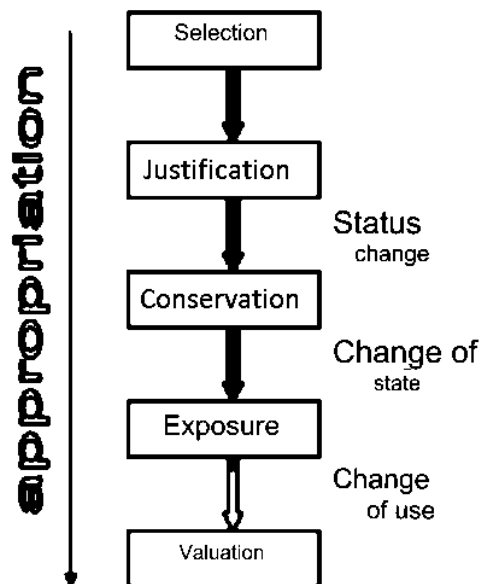 appropriation
Selection
Justification
Status
change
Conservation
Change of
state
Exposure
Change
of use
Valuation